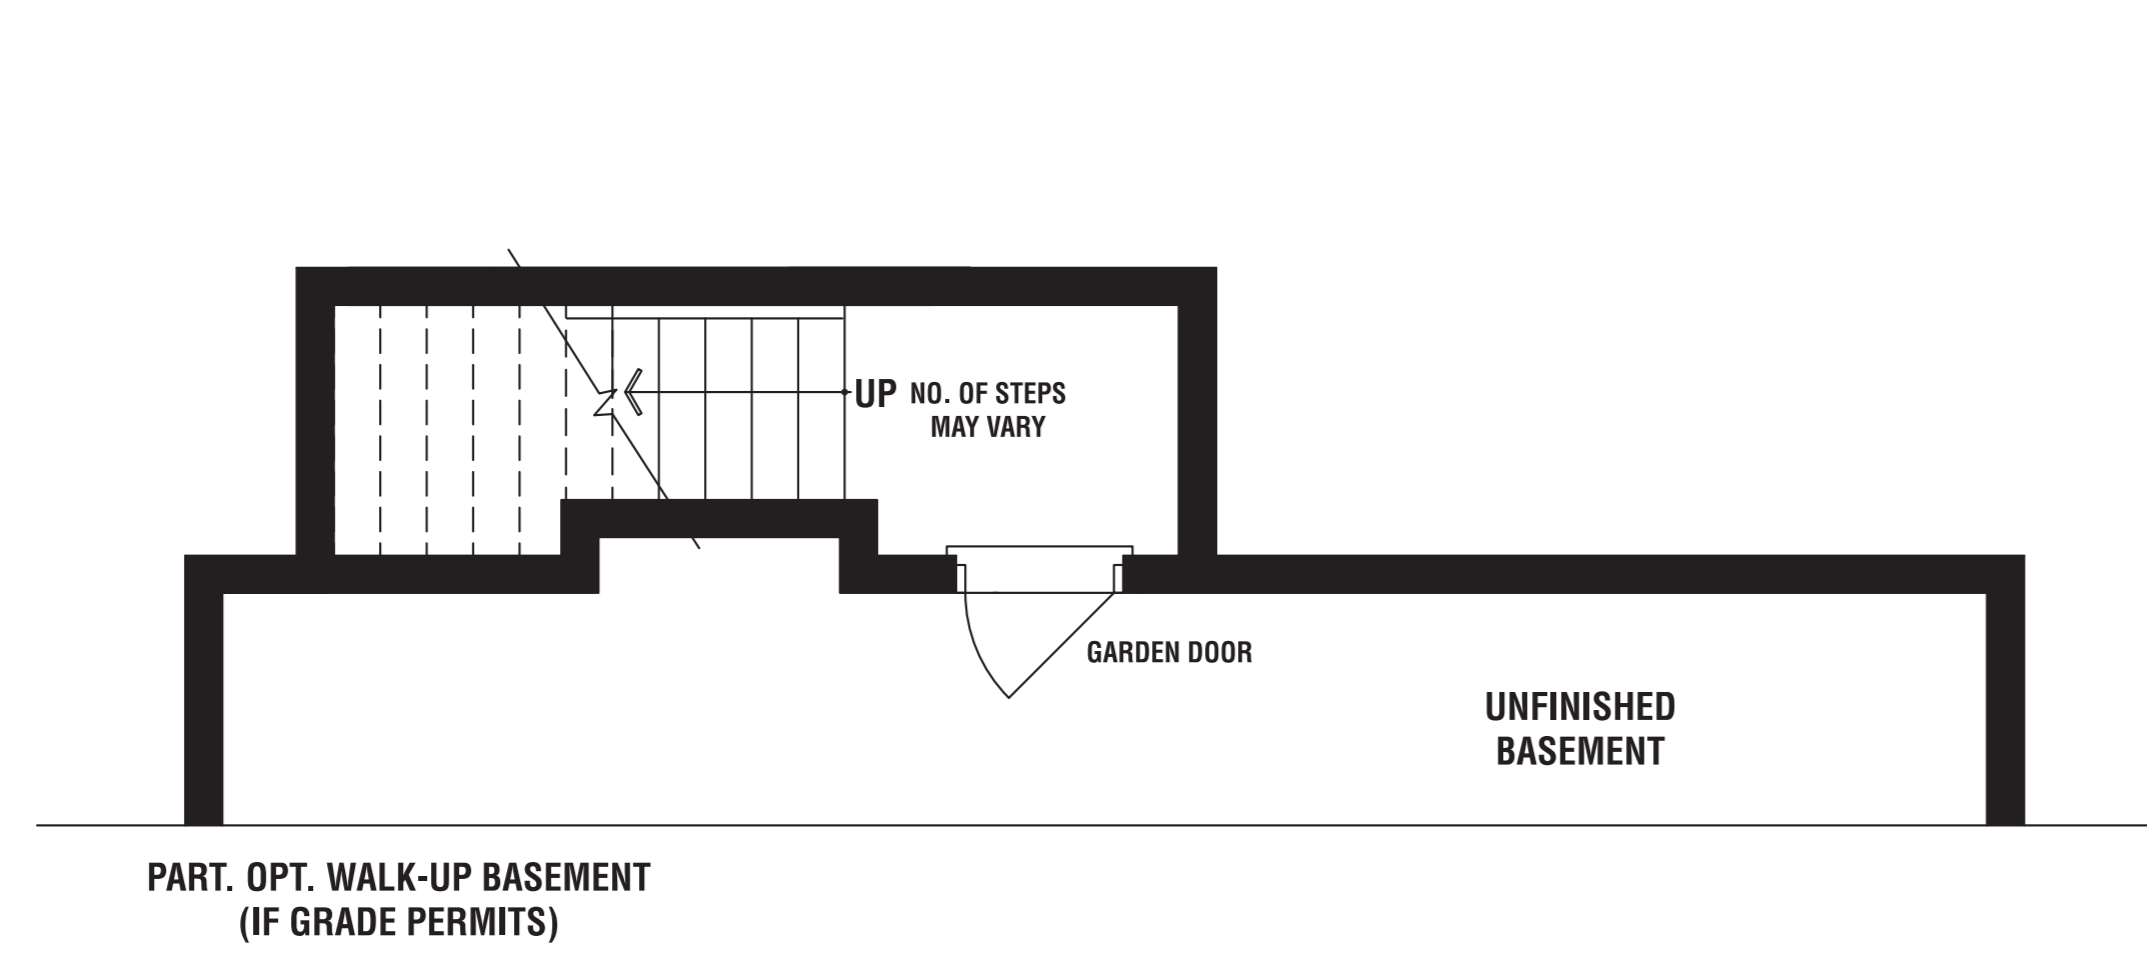 UP NO. OF STEPS
MAY VARY
GARDEN DOOR
UNFINISHED
BASEMENT
PART. OPT. WALK-UP BASEMENT
(IF GRADE PERMITS)